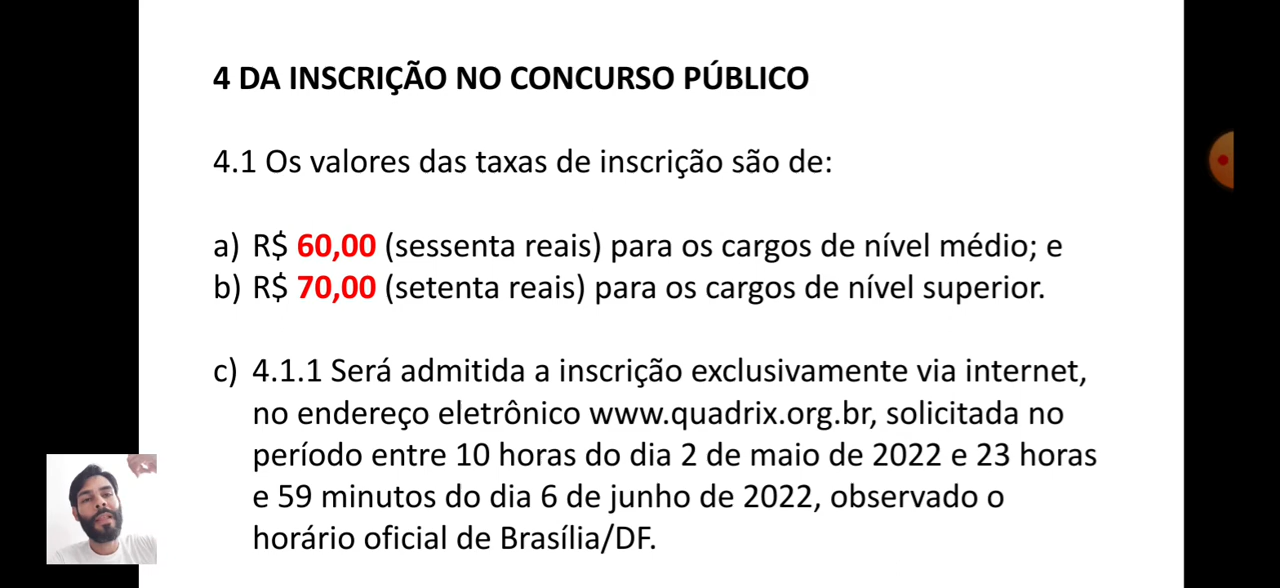 4 DA INSCRIÇÃO NO CONCURSO PÚBLICO
4.1 Os valores das taxas de inscrição são de:
a) R$ 60,00 (sessenta reais) para os cargos de nível médio; e
b) R$ 70,00 (setenta reais) para os cargos de nível superior.
c) 4.1.1 Será admitida a inscrição exclusivamente via internet,
no endereço eletrônico www.quadrix.org.br, solicitada no
período entre 10 horas do dia 2 de maio de 2022 e 23 horas
e 59 minutos do dia 6 de junho de 2022, observado o
horário oficial de Brasília/DF.